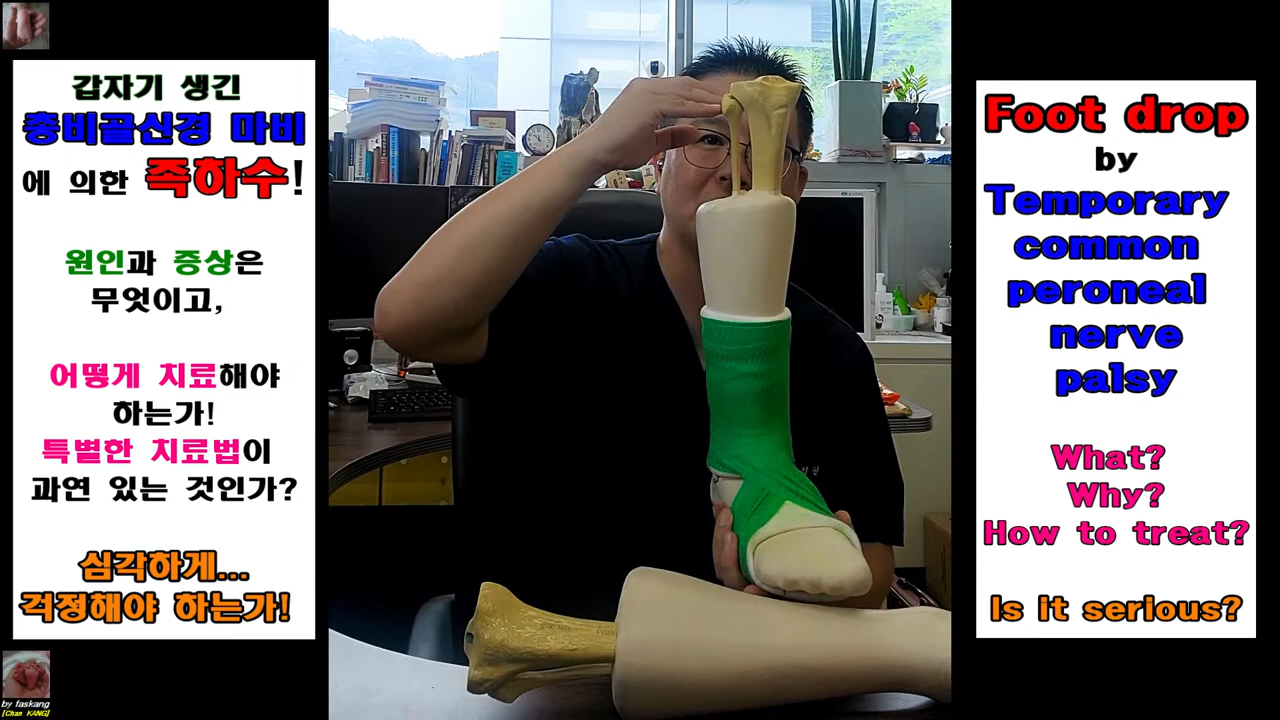 갑자기 생긴
총비골신경 마비
에 의한 족하수!
원인과 증상은
무엇이고,
어떻게 치료해야
하는가!
특별한 치료법이
과연 있는 것인가?
심각하게...
걱정해야 하는가!
by faskang
[Chan KANG]
Foot drop
by
Temporary
common
peroneal
nerve
palsy
What?
Why?
How to treat?
Is it serious?